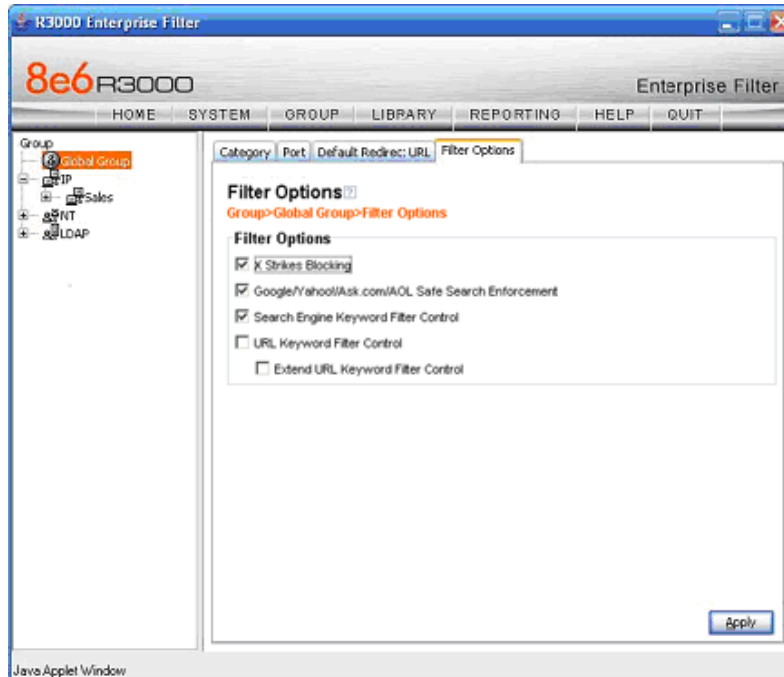 R3000 Enterprise Filter
8e6 R3000
Enterprise Filter
HOME SYSTEM GROUP LIBRARY REPORTING HELP QUIT
Group
Global Group
IP
Sales
NT
LDAP
Category Port Default Redirect URL Filter Options
Filter Options ?
Group>Global Group>Filter Options
Filter Options
X Strikes Blocking
Google/Yahoo!/Ask.com/AOL Safe Search Enforcement
Search Engine Keyword Filter Control
URL Keyword Filter Control
Extend URL Keyword Filter Control
Apply
Java Applet Window